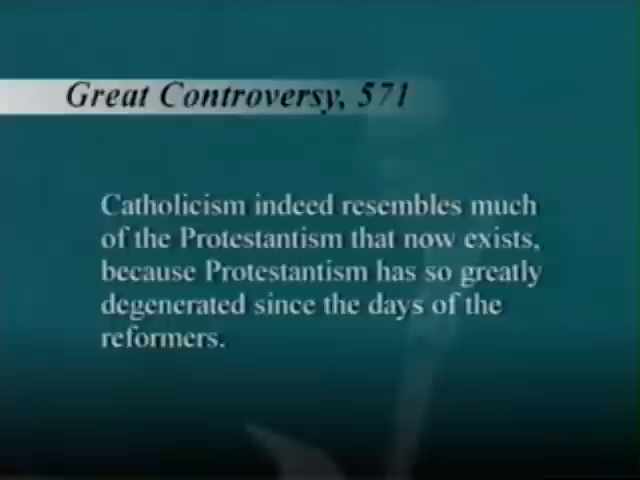 Great Controversy, 571
Catholicism indeed resembles much
of the Protestantism that now exists,
because Protestantism has so greatly
degenerated since the days of the
reformers.